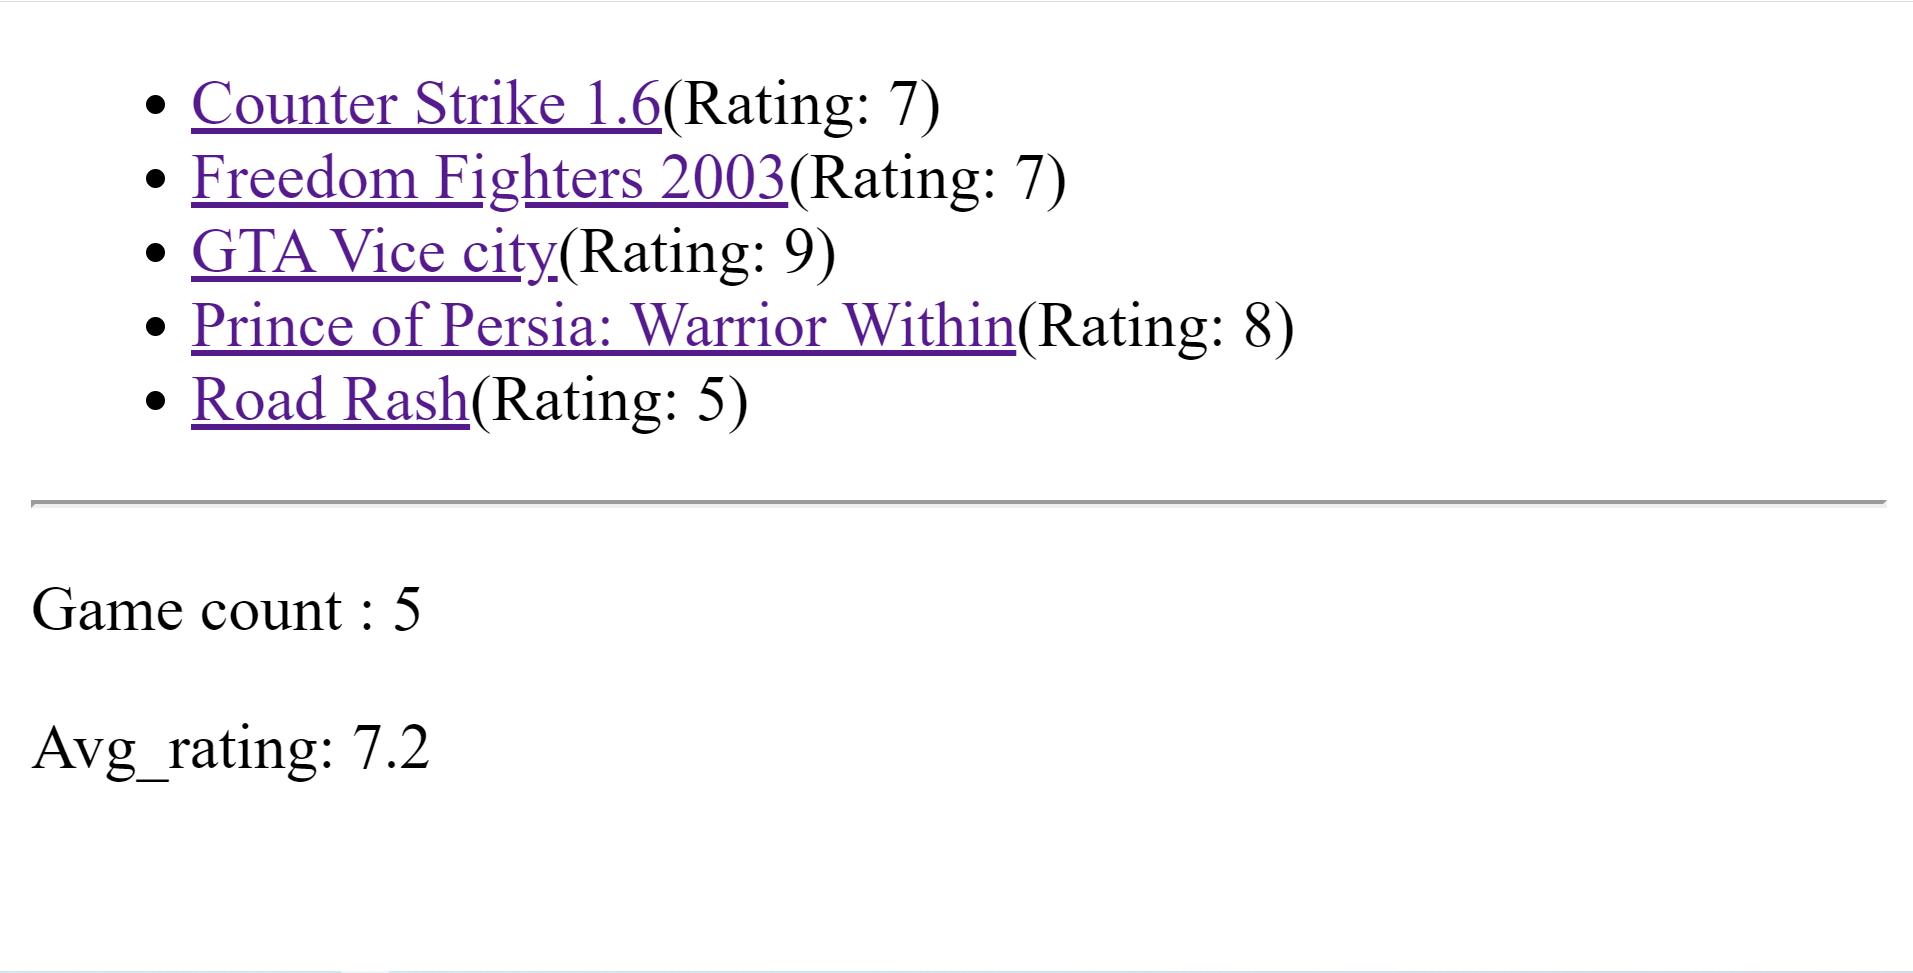 Counter Strike 1.6(Rating: 7)
Freedom Fighters 2003(Rating: 7)
GTA Vice city(Rating: 9)
Prince of Persia: Warrior Within(Rating: 8)
Road Rash(Rating: 5)
Game count : 5
Avg_rating: 7.2